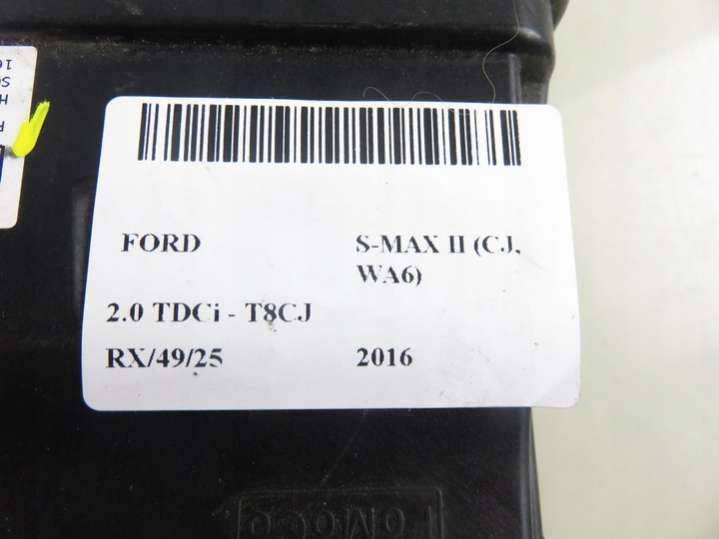 FORD S-MAX II (CJ,
WA6)
2.0 TDCi - T8CJ
RX/49/25 2016